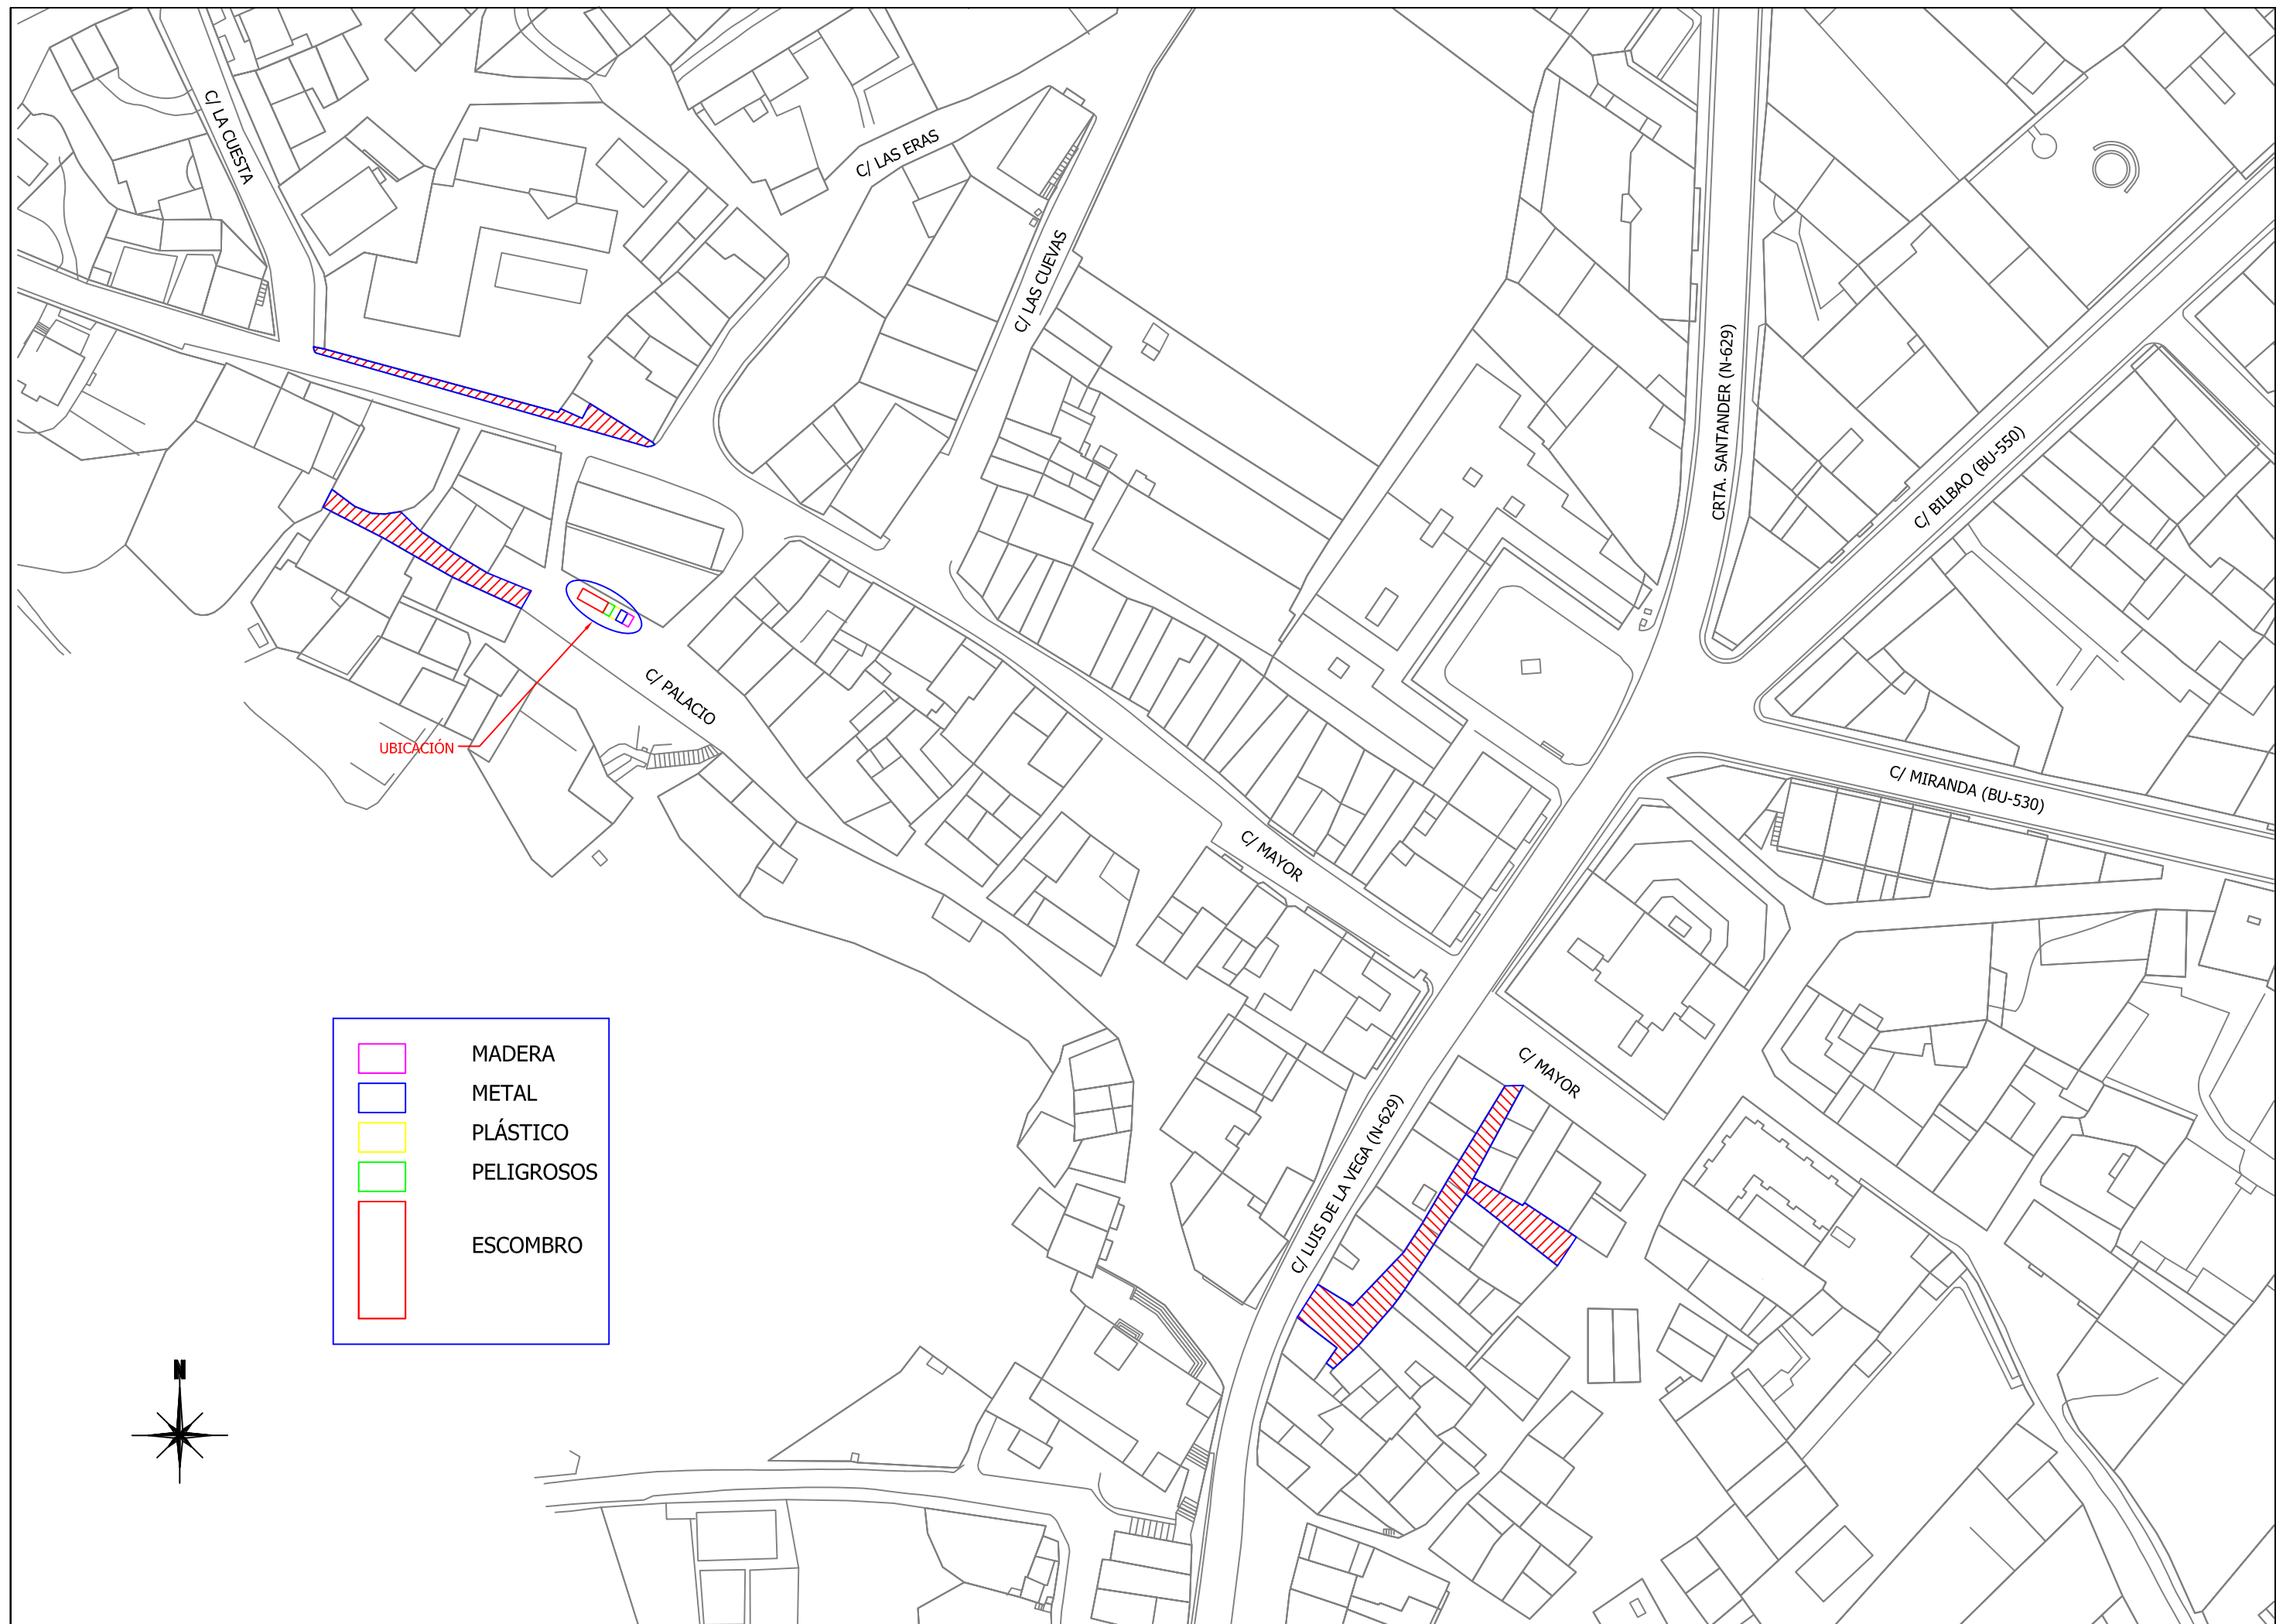 C/ LA CUESTA
C/ LAS ERAS
C/ LAS CUEVAS
CRTA. SANTANDER (N-629)
C/ BILBAO (BU-550)
C/ PALACIO
UBICACIÓN
C/ MIRANDA (BU-530)
C/ MAYOR
C/ MAYOR
C/ LUIS DE LA VEGA (N-629)
MADERA
METAL
PLÁSTICO
PELIGROSOS
ESCOMBRO
N